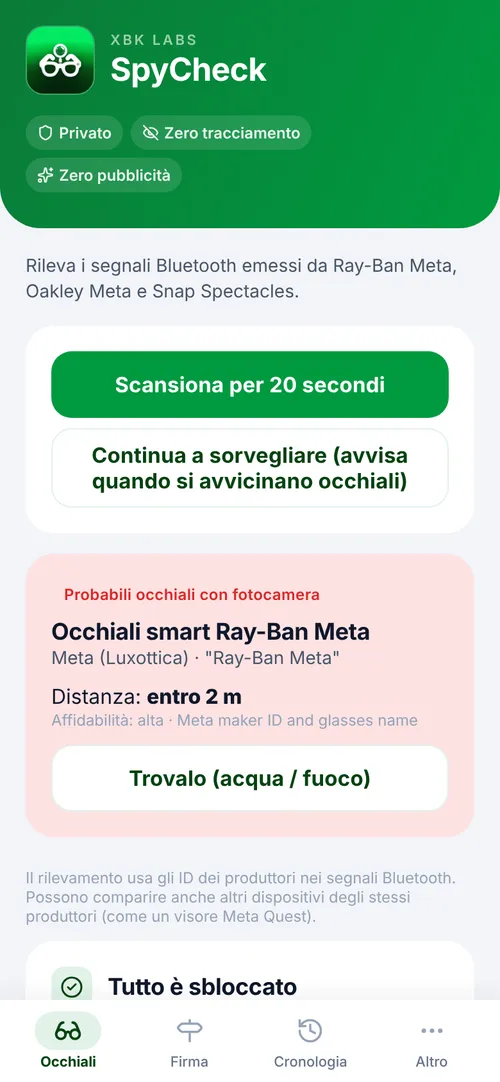 XBK LABS
SpyCheck
Privato
Zero tracciamento
Zero pubblicità
Rileva i segnali Bluetooth emessi da Ray-Ban Meta,
Oakley Meta e Snap Spectacles.
Scansiona per 20 secondi
Continua a sorvegliare (avvisa
quando si avvicinano occhiali)
Probabili occhiali con fotocamera
Occhiali smart Ray-Ban Meta
Meta (Luxottica) · "Ray-Ban Meta"
Distanza: entro 2 m
Affidabilità: alta · Meta maker ID and glasses name
Trovalo (acqua / fuoco)
Il rilevamento usa gli ID dei produttori nei segnali Bluetooth.
Possono comparire anche altri dispositivi degli stessi
produttori (come un visore Meta Quest).
Tutto è sbloccato
Occhiali
Firma
Cronologia
Altro